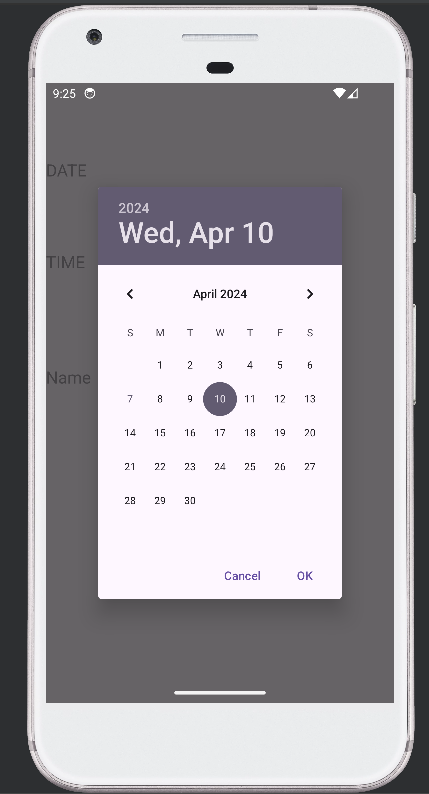 9:25
DATE
2024
Wed, Apr 10
TIME
April 2024
S M T W T F S
1 2 3 4 5 6
Name
7 8 9 10 11 12 13
14 15 16 17 18 19 20
21 22 23 24 25 26 27
28 29 30
Cancel OK